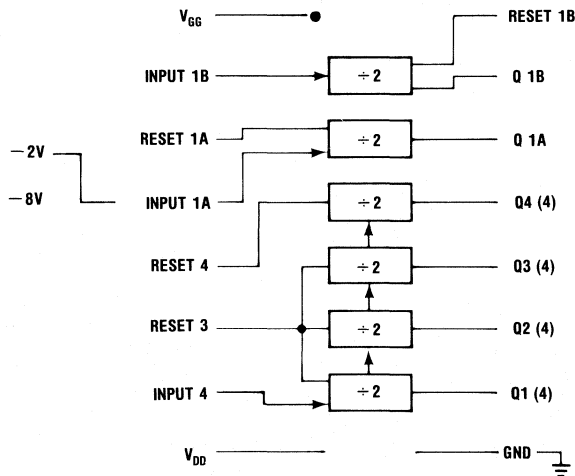 V_GG RESET 1B
INPUT 1B ÷2 Q 1B
RESET 1A ÷2 Q 1A
−2V
−8V INPUT 1A ÷2 Q4 (4)
RESET 4 ÷2 Q3 (4)
RESET 3 ÷2 Q2 (4)
INPUT 4 ÷2 Q1 (4)
V_DD GND